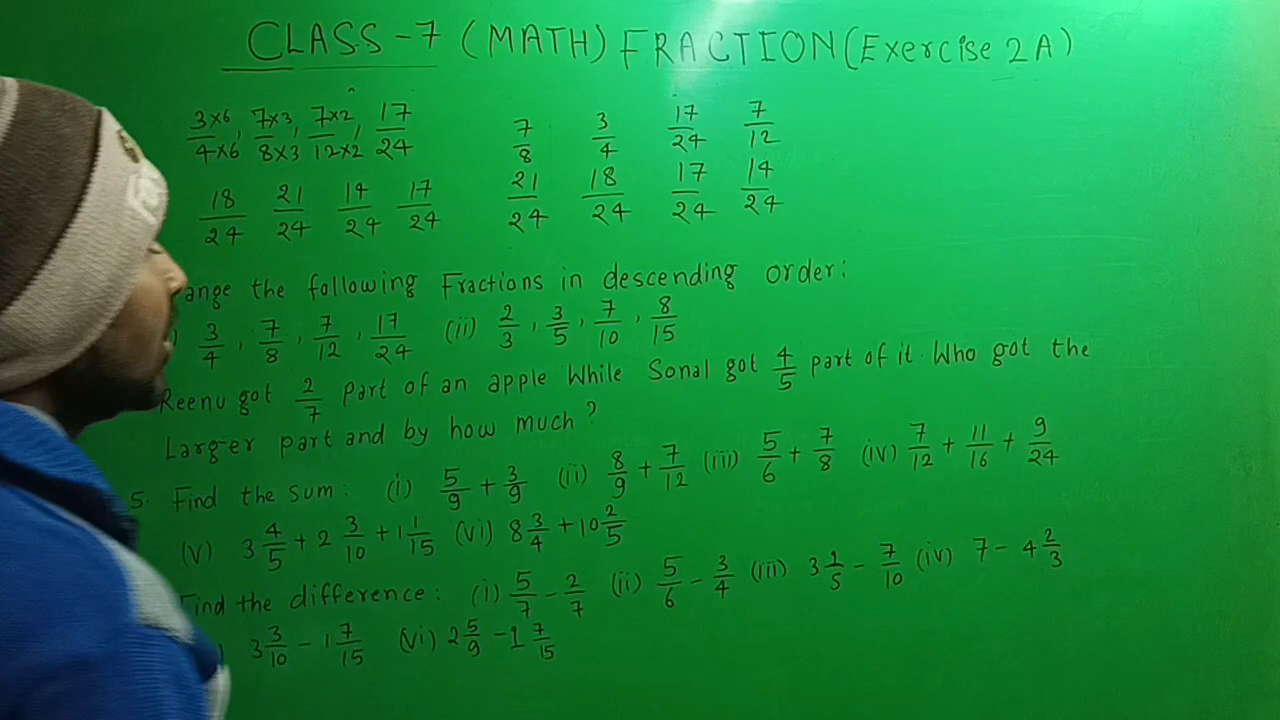 CLASS-7 (MATH) FRACTION (Exercise 2A)
3×6/4×6, 7×3/8×3, 7×2/12×2, 17/24 7/8 3/4 17/24 7/12
18/24 21/24 14/24 17/24 21/24 18/24 17/24 14/24
ange the following Fractions in descending order:
) 3/4, 7/8, 7/12, 17/24 (ii) 2/3, 3/5, 7/10, 8/15
Reenu got 2/7 part of an apple While Sonal got 4/5 part of it. Who got the
Larger part and by how much?
5. Find the sum: (i) 5/9 + 3/9 (ii) 8/9 + 7/12 (iii) 5/6 + 7/8 (iv) 7/12 + 11/16 + 9/24
(v) 3 4/5 + 2 3/10 + 1 1/15 (vi) 8 3/4 + 10 2/5
Find the difference: (i) 5/7 - 2/7 (ii) 5/6 - 3/4 (iii) 3 1/5 - 7/10 (iv) 7 - 4 2/3
) 3 3/10 - 1 7/15 (vi) 2 5/9 - 1 7/15